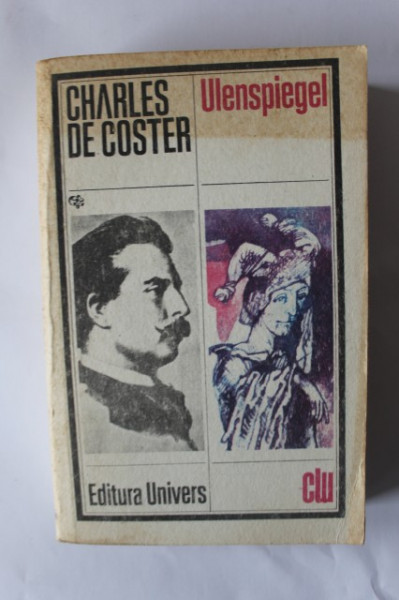 CHARLES
DE COSTER
Ulenspiegel
Editura Univers
clu